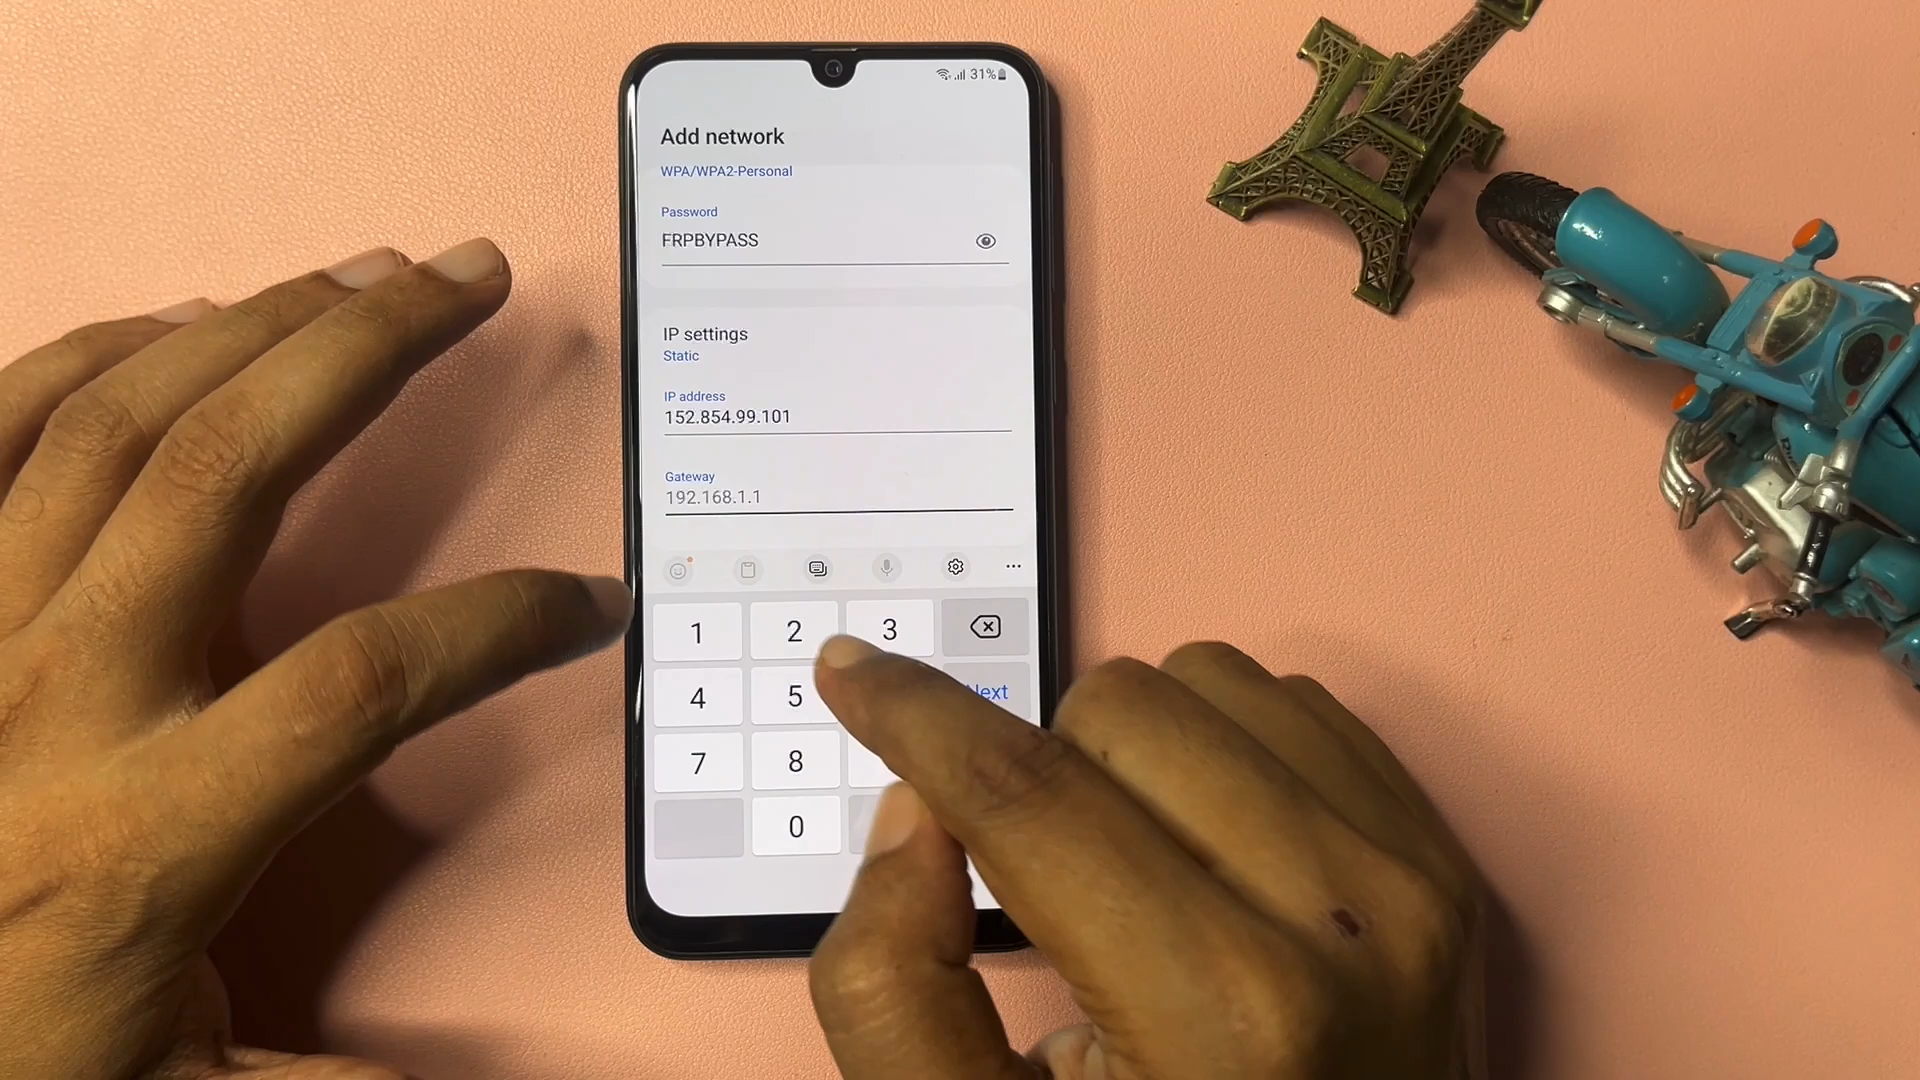 31%
Add network
WPA/WPA2-Personal
Password
FRPBYPASS
IP settings
Static
IP address
152.854.99.101
Gateway
192.168.1.1
1 2 3
4 5 Next
7 8
0